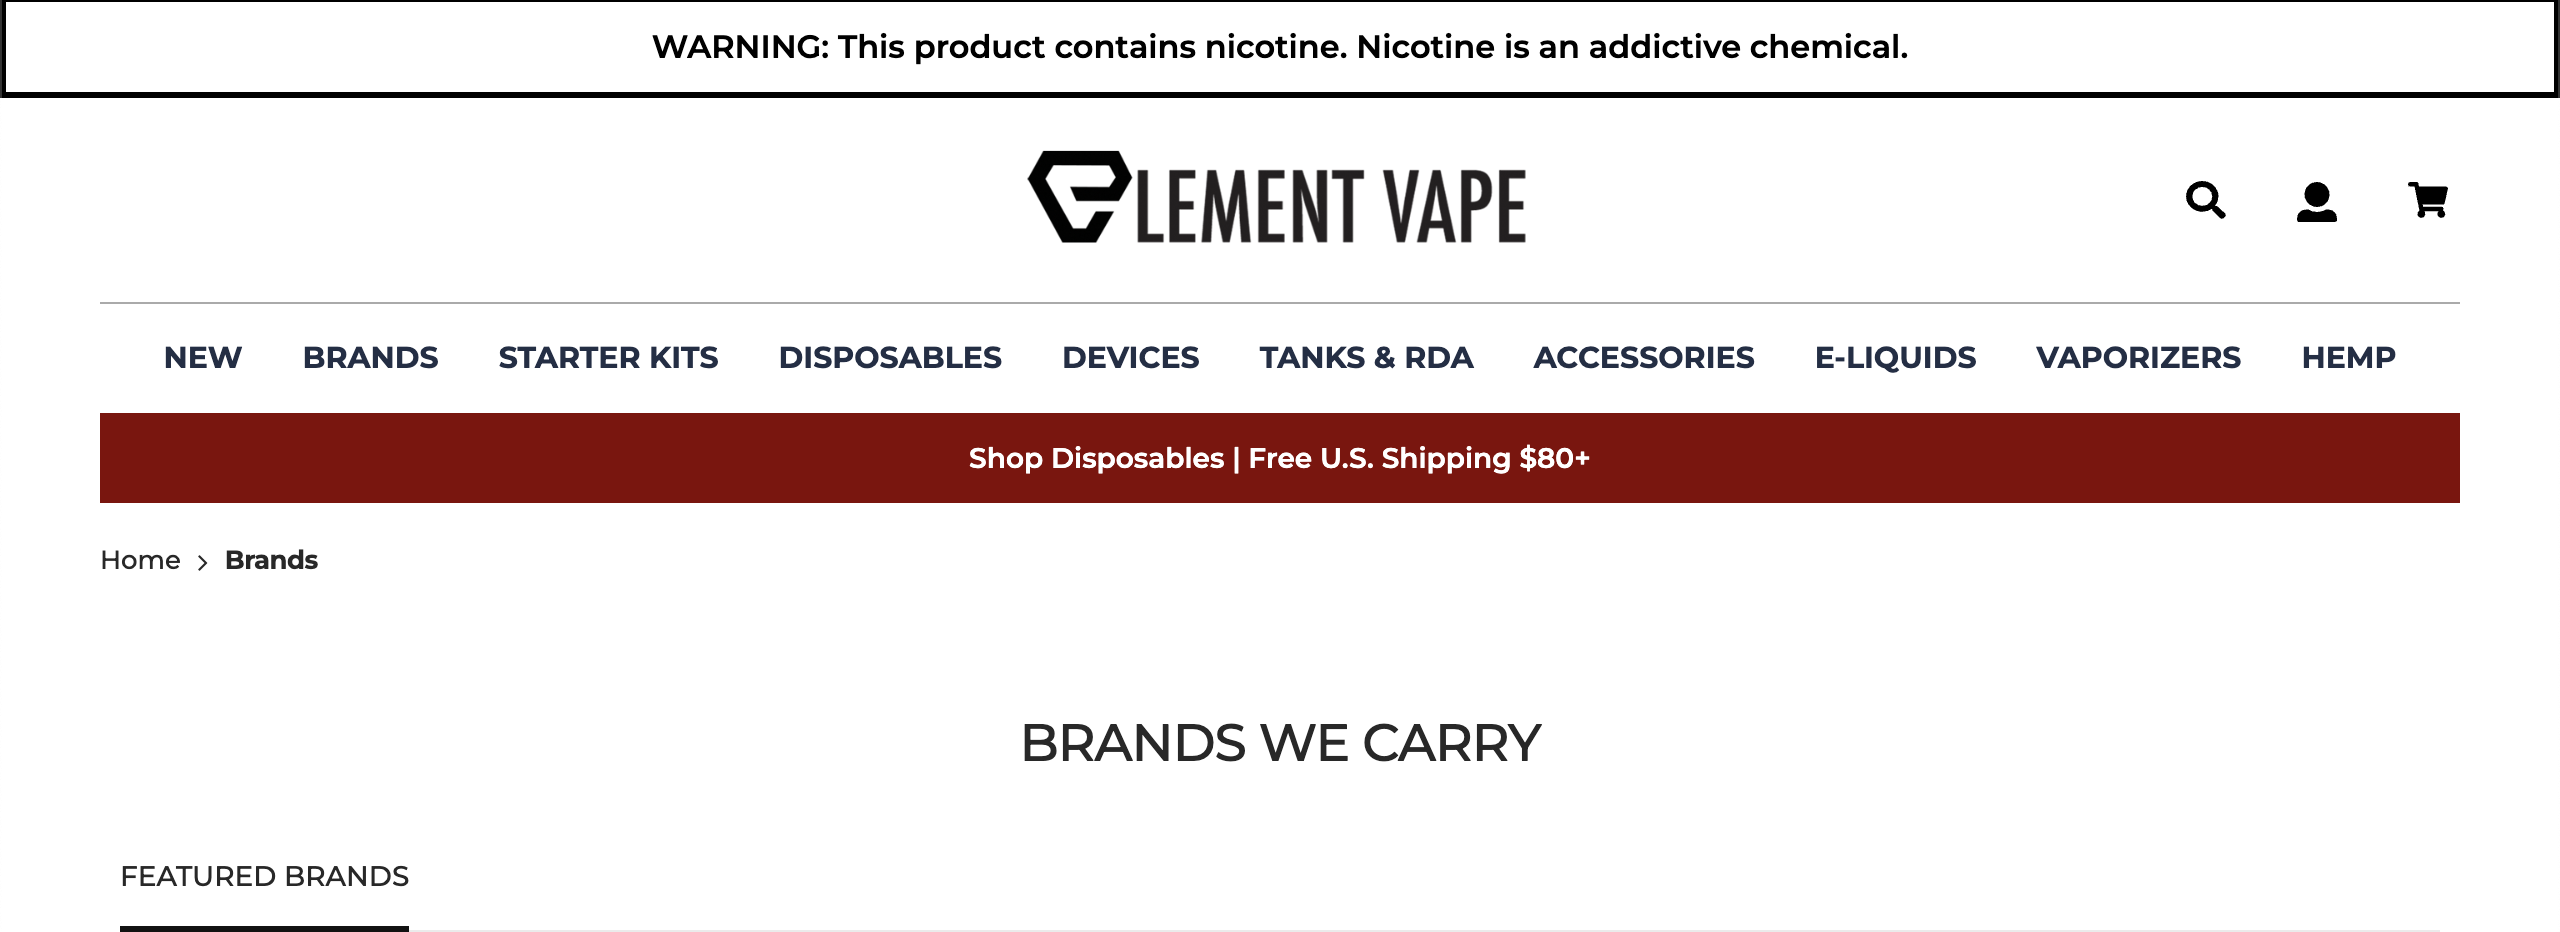 WARNING: This product contains nicotine. Nicotine is an addictive chemical.
ELEMENT VAPE
NEW BRANDS STARTER KITS DISPOSABLES DEVICES TANKS & RDA ACCESSORIES E-LIQUIDS VAPORIZERS HEMP
Shop Disposables | Free U.S. Shipping $80+
Home > Brands
BRANDS WE CARRY
FEATURED BRANDS